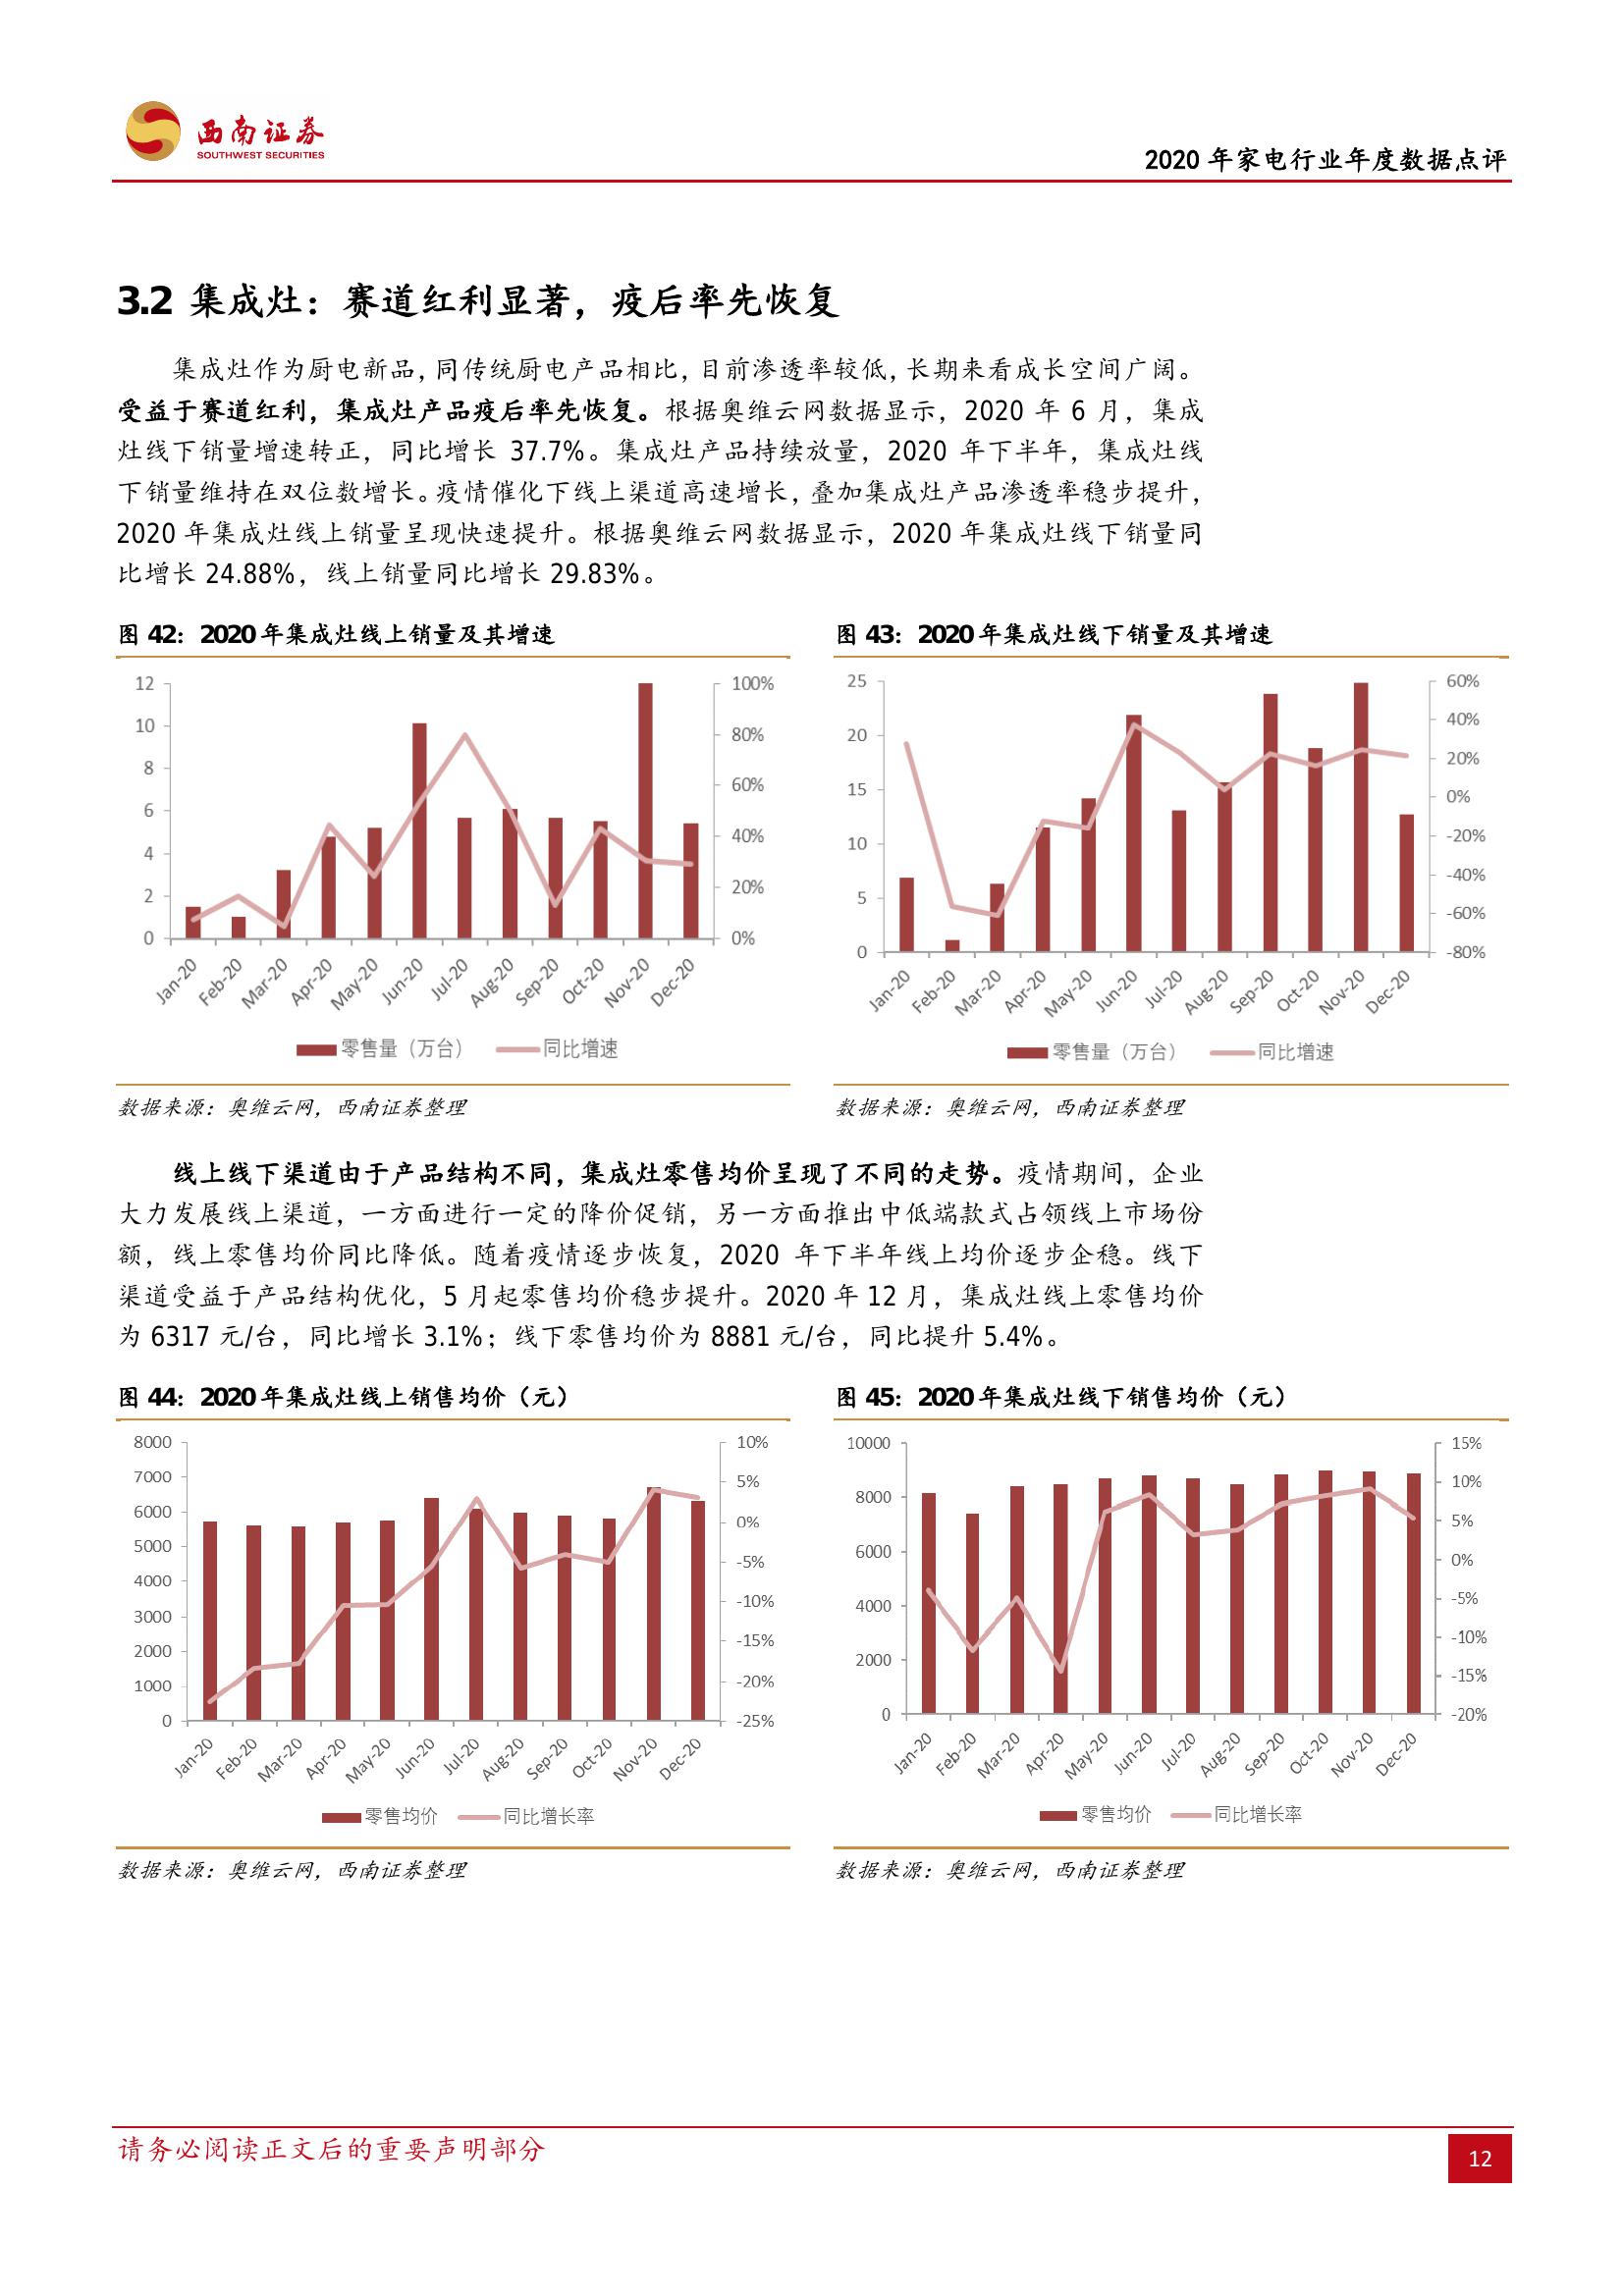 西南证券
SOUTHWEST SECURITIES
2020 年家电行业年度数据点评
3.2 集成灶：赛道红利显著，疫后率先恢复
集成灶作为厨电新品，同传统厨电产品相比，目前渗透率较低，长期来看成长空间广阔。
受益于赛道红利，集成灶产品疫后率先恢复。根据奥维云网数据显示，2020 年 6 月，集成
灶线下销量增速转正，同比增长 37.7%。集成灶产品持续放量，2020 年下半年，集成灶线
下销量维持在双位数增长。疫情催化下线上渠道高速增长，叠加集成灶产品渗透率稳步提升，
2020 年集成灶线上销量呈现快速提升。根据奥维云网数据显示，2020 年集成灶线下销量同
比增长 24.88%，线上销量同比增长 29.83%。
图 42：2020 年集成灶线上销量及其增速
12
10
8
6
4
2
0
100%
80%
60%
40%
20%
0%
Jan-20 Feb-20 Mar-20 Apr-20 May-20 Jun-20 Jul-20 Aug-20 Sep-20 Oct-20 Nov-20 Dec-20
零售量（万台） 同比增速
数据来源：奥维云网，西南证券整理
图 43：2020 年集成灶线下销量及其增速
25
20
15
10
5
0
60%
40%
20%
0%
-20%
-40%
-60%
-80%
Jan-20 Feb-20 Mar-20 Apr-20 May-20 Jun-20 Jul-20 Aug-20 Sep-20 Oct-20 Nov-20 Dec-20
零售量（万台） 同比增速
数据来源：奥维云网，西南证券整理
线上线下渠道由于产品结构不同，集成灶零售均价呈现了不同的走势。疫情期间，企业
大力发展线上渠道，一方面进行一定的降价促销，另一方面推出中低端款式占领线上市场份
额，线上零售均价同比降低。随着疫情逐步恢复，2020 年下半年线上均价逐步企稳。线下
渠道受益于产品结构优化，5 月起零售均价稳步提升。2020 年 12 月，集成灶线上零售均价
为 6317 元/台，同比增长 3.1%；线下零售均价为 8881 元/台，同比提升 5.4%。
图 44：2020 年集成灶线上销售均价（元）
8000
7000
6000
5000
4000
3000
2000
1000
0
10%
5%
0%
-5%
-10%
-15%
-20%
-25%
Jan-20 Feb-20 Mar-20 Apr-20 May-20 Jun-20 Jul-20 Aug-20 Sep-20 Oct-20 Nov-20 Dec-20
零售均价 同比增长率
数据来源：奥维云网，西南证券整理
图 45：2020 年集成灶线下销售均价（元）
10000
8000
6000
4000
2000
0
15%
10%
5%
0%
-5%
-10%
-15%
-20%
Jan-20 Feb-20 Mar-20 Apr-20 May-20 Jun-20 Jul-20 Aug-20 Sep-20 Oct-20 Nov-20 Dec-20
零售均价 同比增长率
数据来源：奥维云网，西南证券整理
请务必阅读正文后的重要声明部分
12